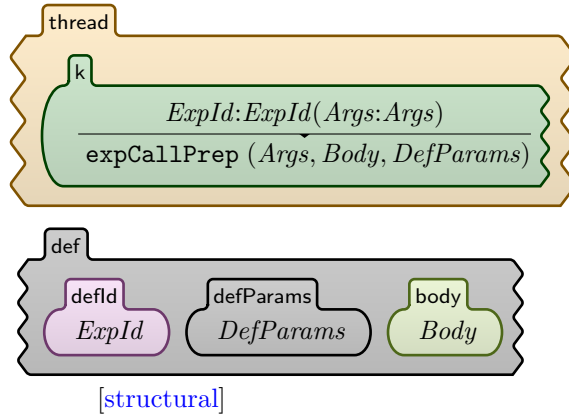 thread
k
ExpId:ExpId(Args:Args)
expCallPrep (Args, Body, DefParams)
def
defId defParams body
ExpId DefParams Body
[structural]